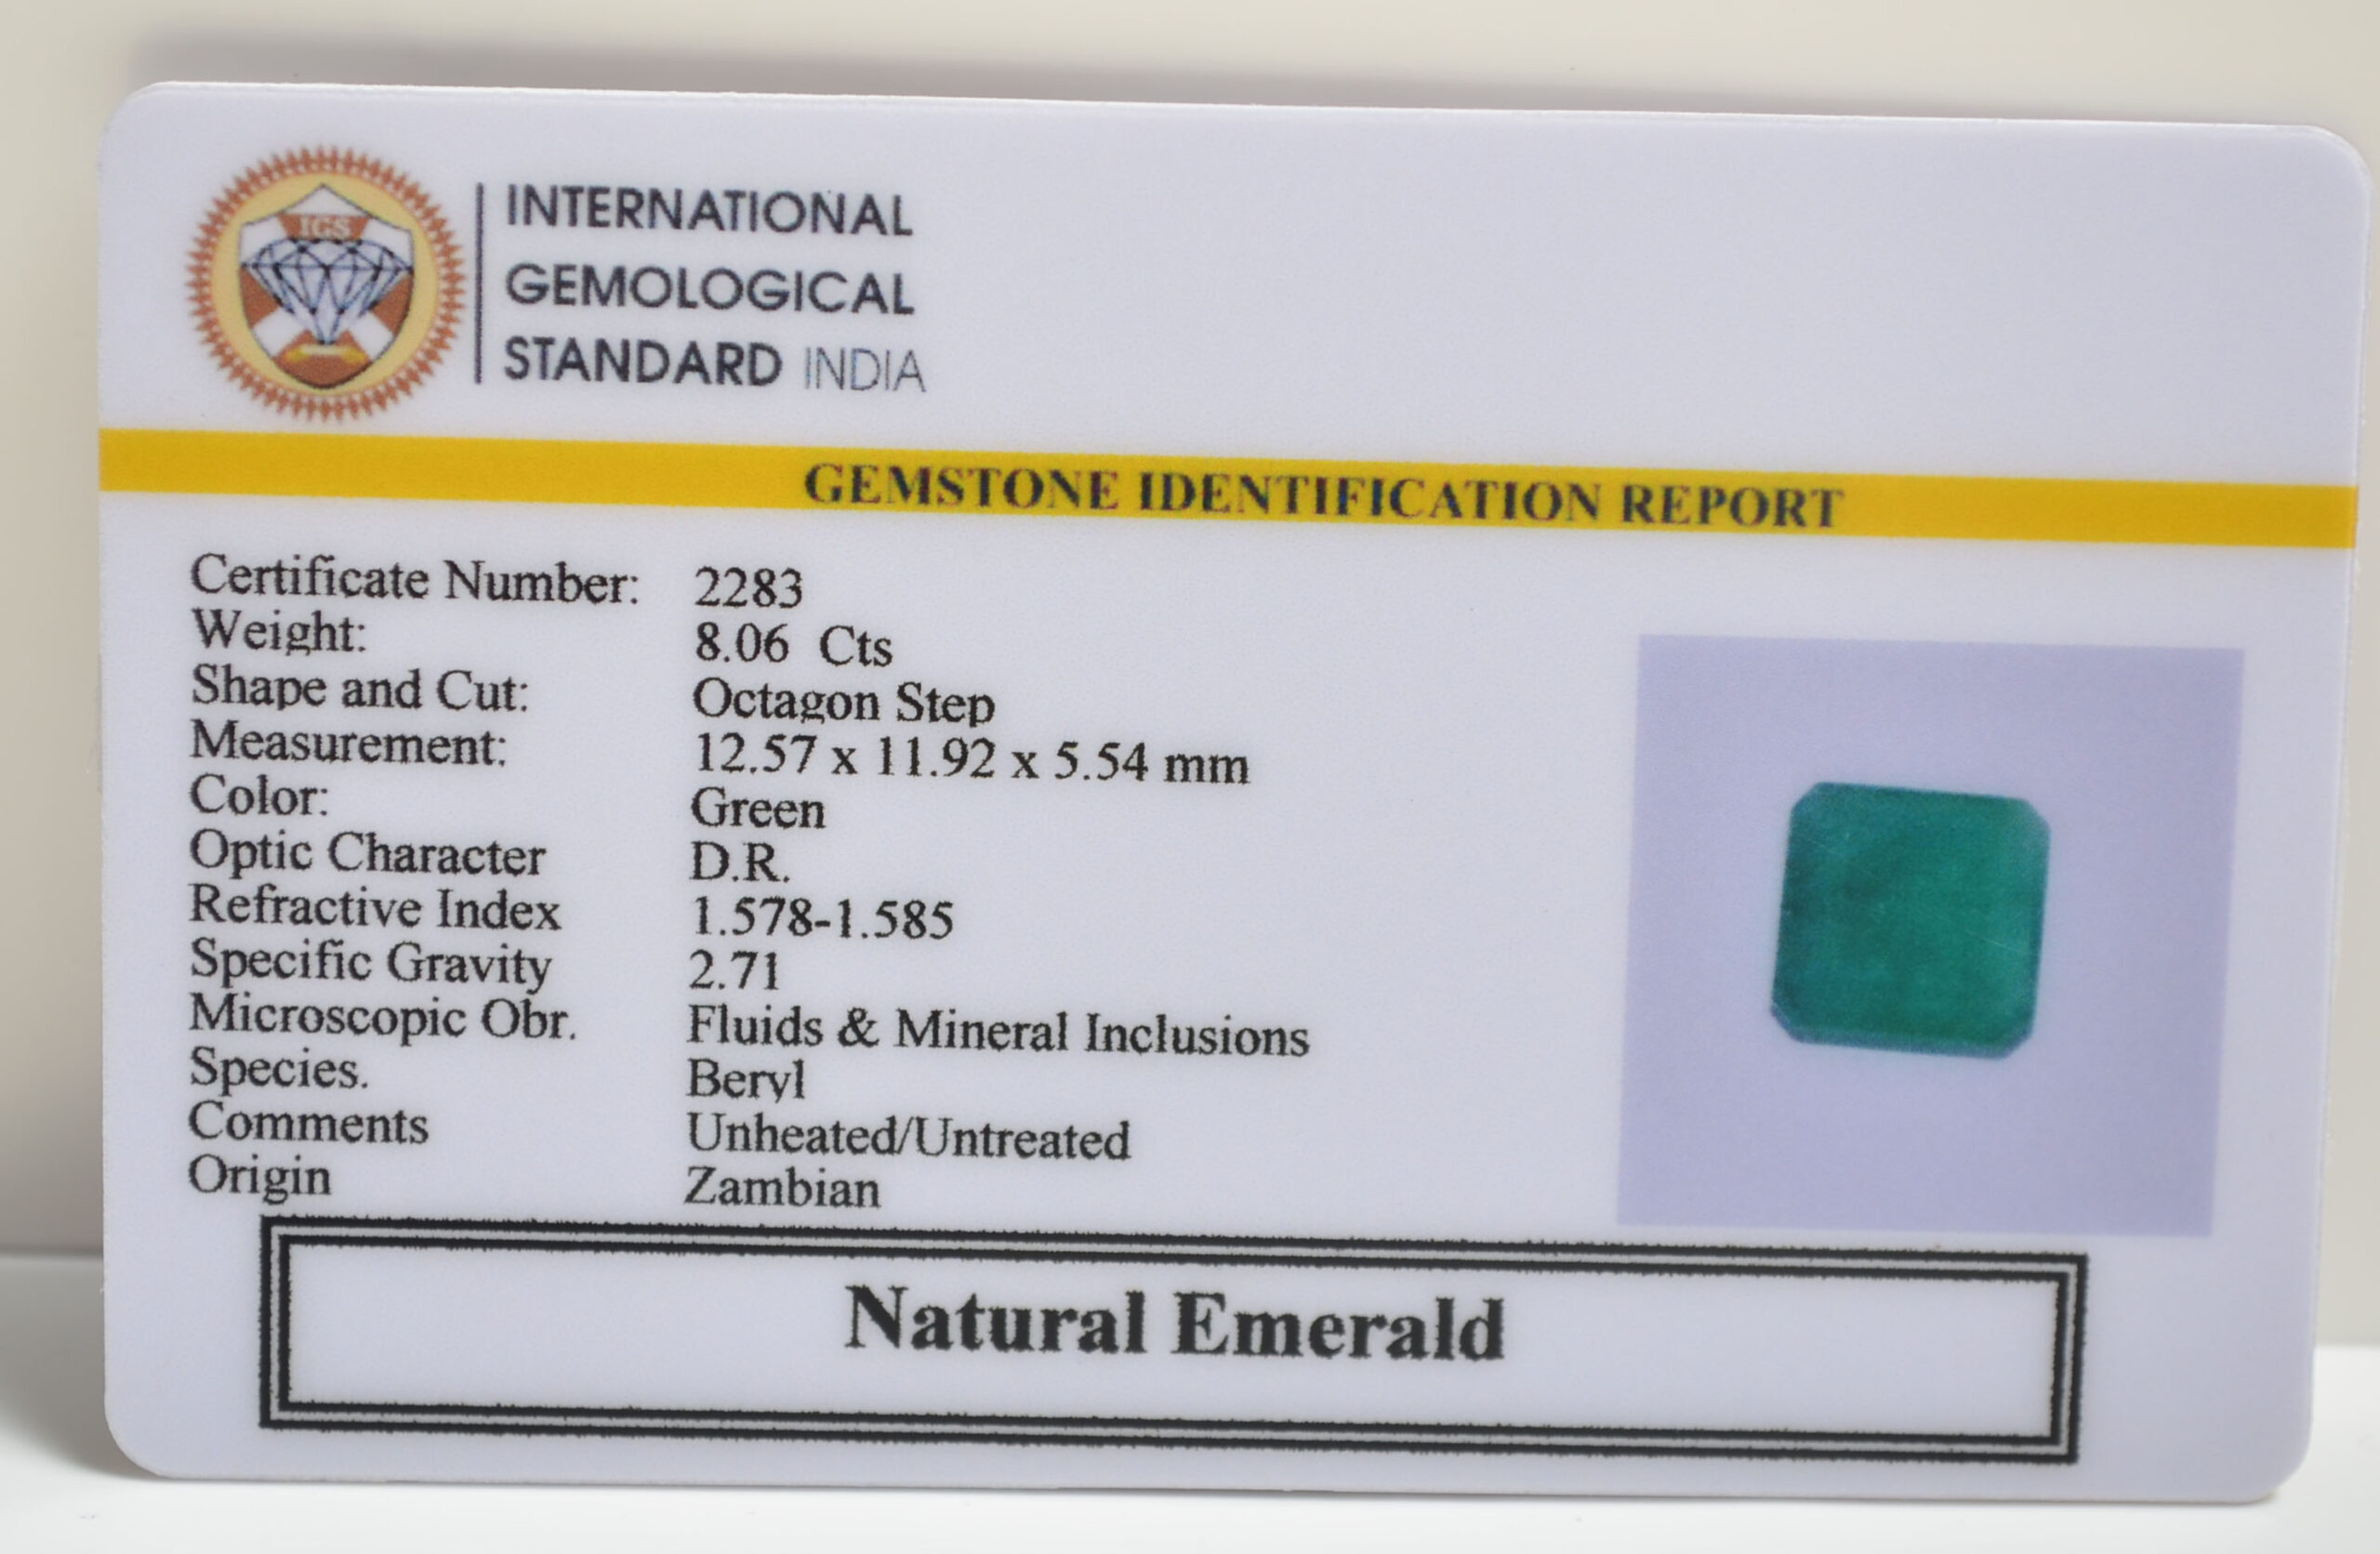 IGS
INTERNATIONAL
GEMOLOGICAL
STANDARD INDIA
GEMSTONE IDENTIFICATION REPORT
Certificate Number: 2283
Weight: 8.06 Cts
Shape and Cut: Octagon Step
Measurement: 12.57 x 11.92 x 5.54 mm
Color: Green
Optic Character D.R.
Refractive Index 1.578-1.585
Specific Gravity 2.71
Microscopic Obr. Fluids & Mineral Inclusions
Species. Beryl
Comments Unheated/Untreated
Origin Zambian
Natural Emerald